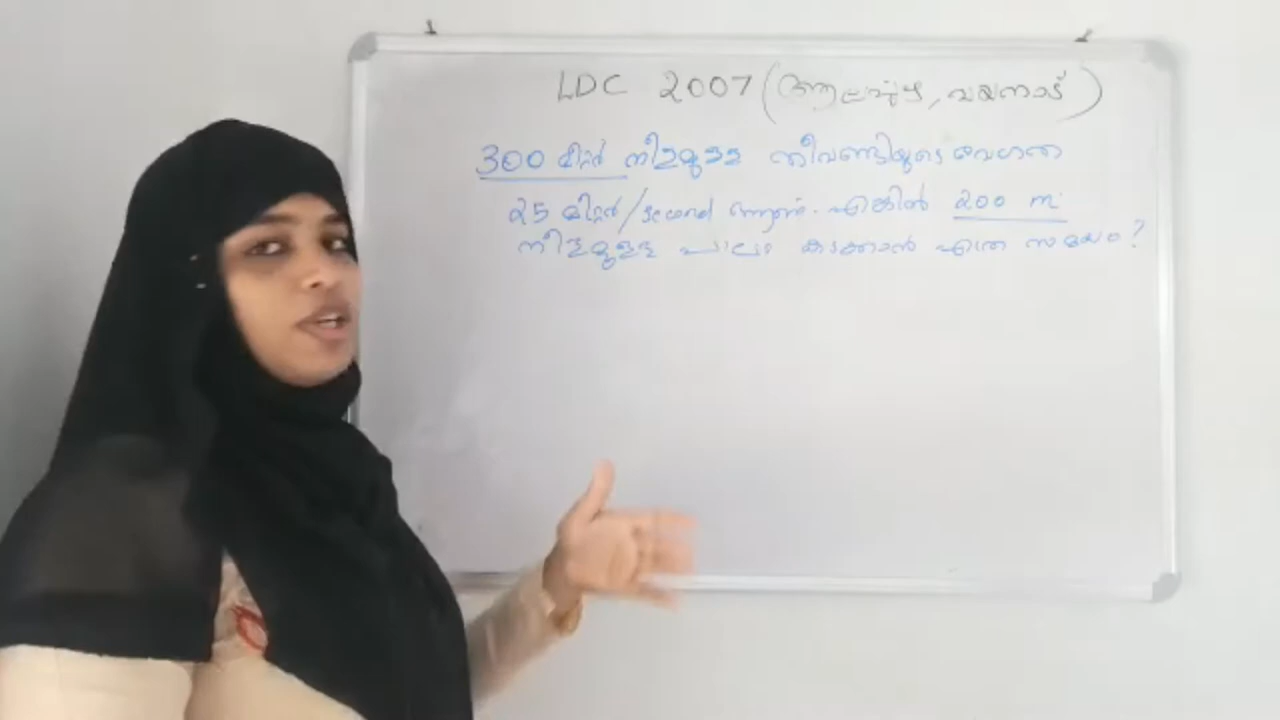 LDC 2007 (ആലപ്പുഴ, വയനാട്)
300 മീറ്റർ നീളമുള്ള തീവണ്ടിയുടെ വേഗത
25 മീറ്റർ/second ആണ്. എങ്കിൽ 200 m
നീളമുള്ള പാലം കടക്കാൻ എത്ര സമയം?